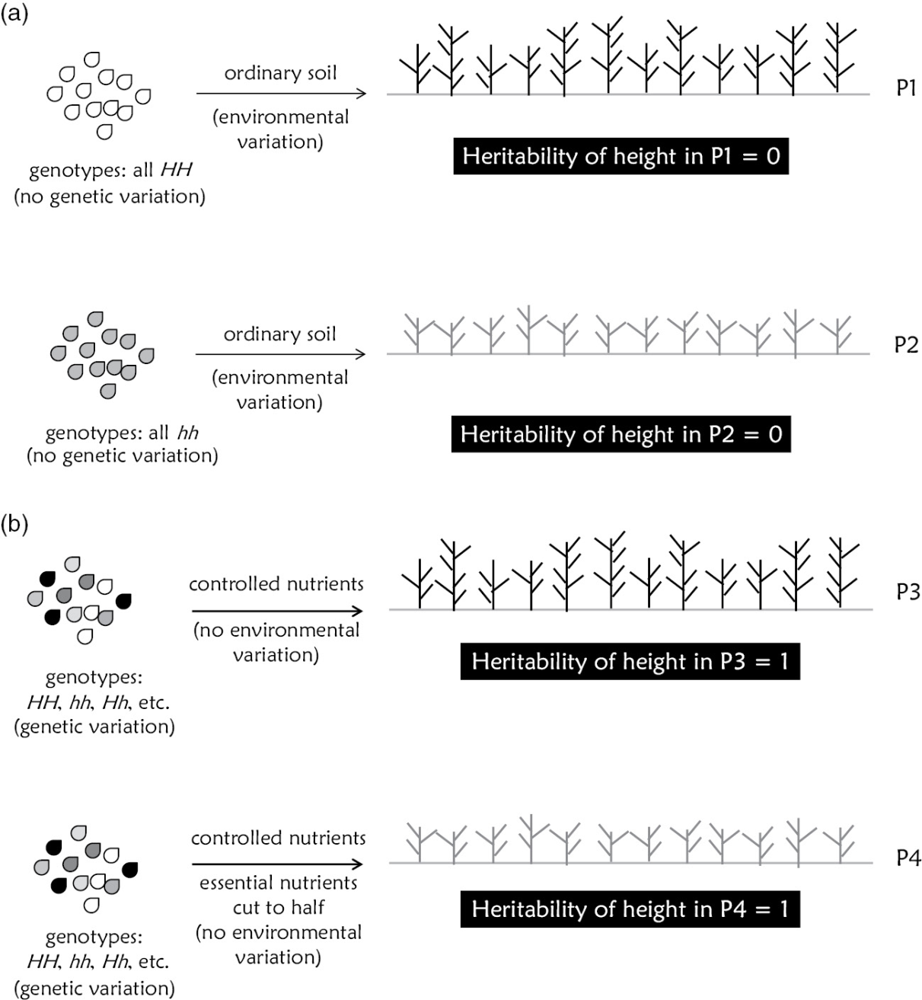 (a)
ordinary soil
(environmental
variation)
P1
Heritability of height in P1 = 0
genotypes: all HH
(no genetic variation)
ordinary soil
(environmental
variation)
P2
Heritability of height in P2 = 0
genotypes: all hh
(no genetic variation)
(b)
controlled nutrients
(no environmental
variation)
P3
Heritability of height in P3 = 1
genotypes:
HH, hh, Hh, etc.
(genetic variation)
controlled nutrients
essential nutrients
cut to half
(no environmental
variation)
P4
Heritability of height in P4 = 1
genotypes:
HH, hh, Hh, etc.
(genetic variation)